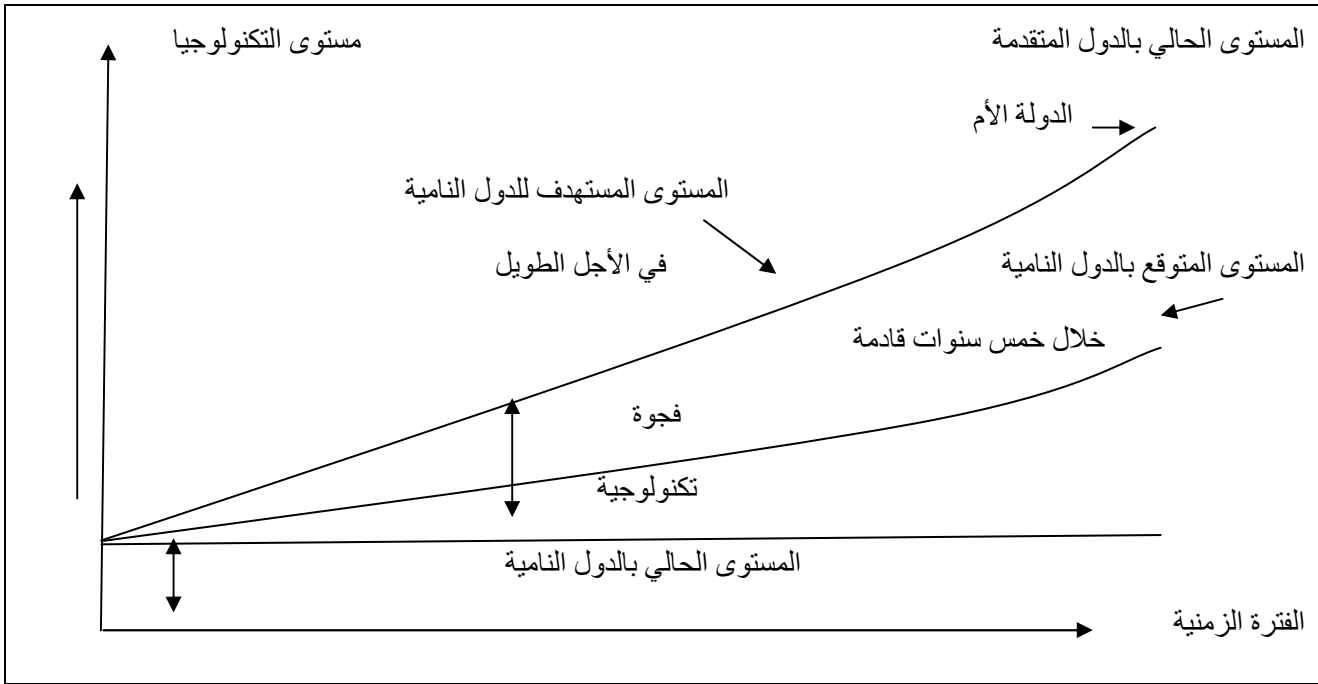 مستوى التكنولوجيا
المستوى الحالي بالدول المتقدمة
الدولة الأم
المستوى المستهدف للدول النامية
في الأجل الطويل
المستوى المتوقع بالدول النامية
خلال خمس سنوات قادمة
فجوة
تكنولوجية
المستوى الحالي بالدول النامية
الفترة الزمنية